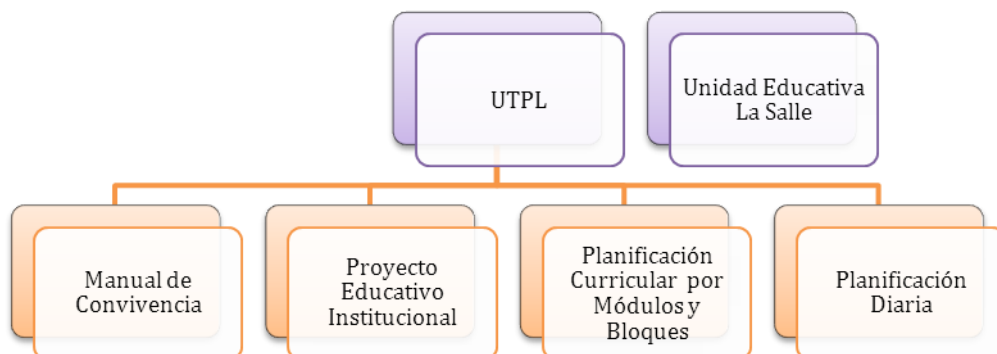 UTPL
Unidad Educativa
La Salle
Manual de
Convivencia
Proyecto
Educativo
Institucional
Planificación
Curricular por
Módulos y
Bloques
Planificación
Diaria